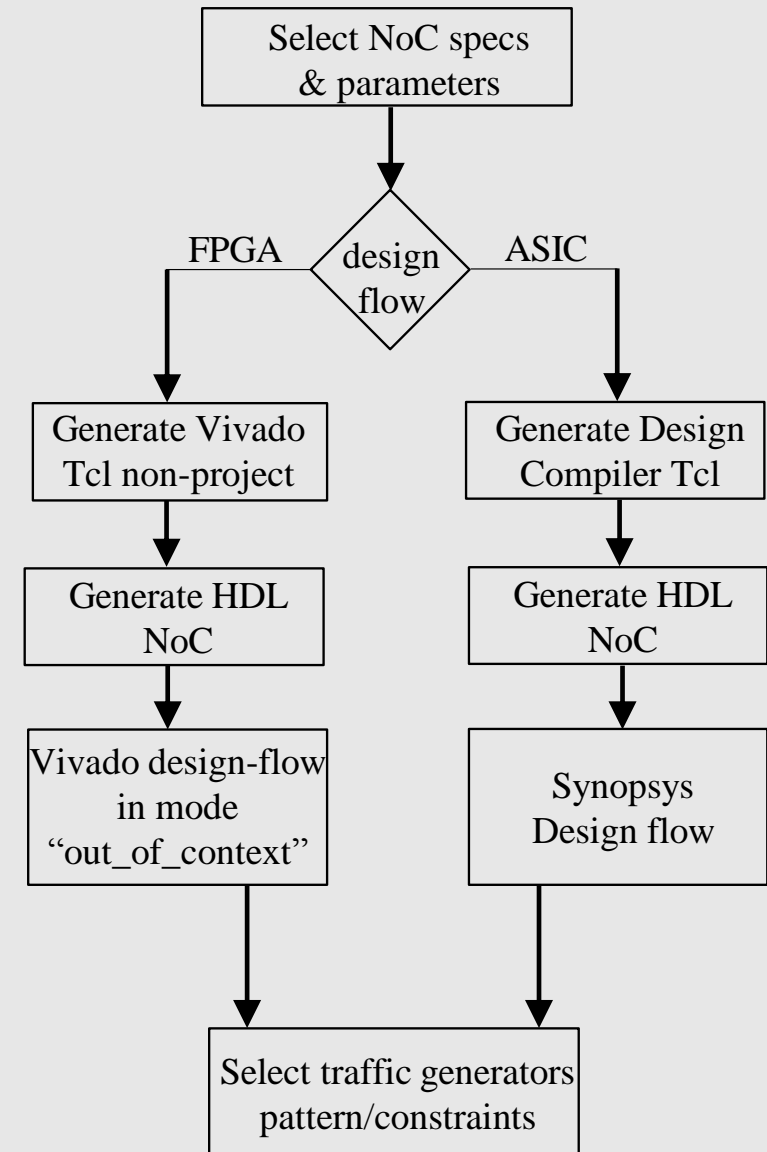 Select NoC specs
& parameters
FPGA
design
flow
ASIC
Generate Vivado
Tcl non-project
Generate Design
Compiler Tcl
Generate HDL
NoC
Generate HDL
NoC
Vivado design-flow
in mode
“out_of_context”
Synopsys
Design flow
Select traffic generators
pattern/constraints